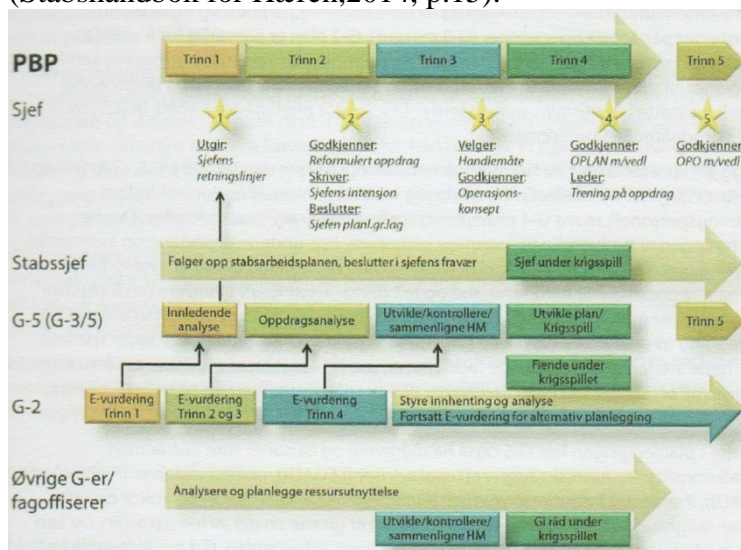 (Stabshåndbok for Hæren,2014, p.15).
PBP
Trinn 1
Trinn 2
Trinn 3
Trinn 4
Trinn 5
Sjef
1
2
3
4
5
Utgir:
Sjefens
retningslinjer
Godkjenner:
Reformulert oppdrag
Skriver:
Sjefens intensjon
Beslutter:
Sjefen planl.gr.lag
Velger:
Handlemåte
Godkjenner:
Operasjons-
konsept
Godkjenner:
OPLAN m/vedl
Leder:
Trening på oppdrag
Godkjenner:
OPO m/vedl
Stabssjef
Følger opp stabsarbeidsplanen, beslutter i sjefens fravær
Sjef under krigsspill
G-5 (G-3/5)
Innledende
analyse
Oppdragsanalyse
Utvikle/kontrollere/
sammenligne HM
Utvikle plan/
Krigsspill
Trinn 5
Fiende under
krigsspillet
G-2
E-vurdering
Trinn 1
E-vurdering
Trinn 2 og 3
E-vurdering
Trinn 4
Styre innhenting og analyse
Fortsatt E-vurdering for alternativ planlegging
Øvrige G-er/
fagoffiserer
Analysere og planlegge ressursutnyttelse
Utvikle/kontrollere/
sammenligne HM
Gi råd under
krigsspillet